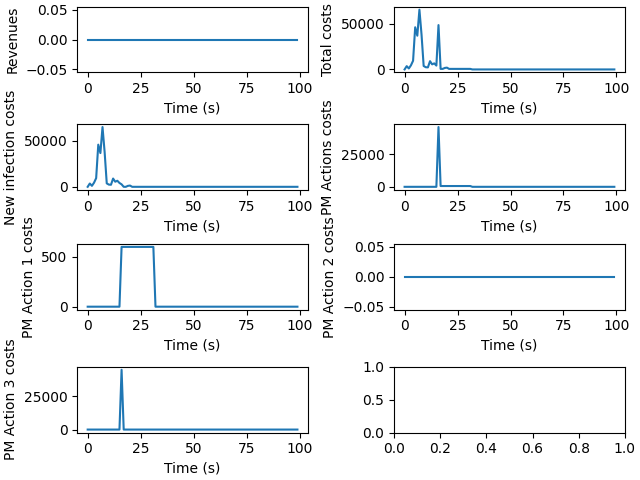 Revenues
0.05
0.00
−0.05
0 25 50 75 100
Time (s)
Total costs
50000
0
0 25 50 75 100
Time (s)
New infection costs
50000
0
0 25 50 75 100
Time (s)
PM Actions costs
25000
0
0 25 50 75 100
Time (s)
PM Action 1 costs
500
0
0 25 50 75 100
Time (s)
PM Action 2 costs
0.05
0.00
−0.05
0 25 50 75 100
Time (s)
PM Action 3 costs
25000
0
0 25 50 75 100
Time (s)
1.0
0.5
0.0
0.0 0.2 0.4 0.6 0.8 1.0